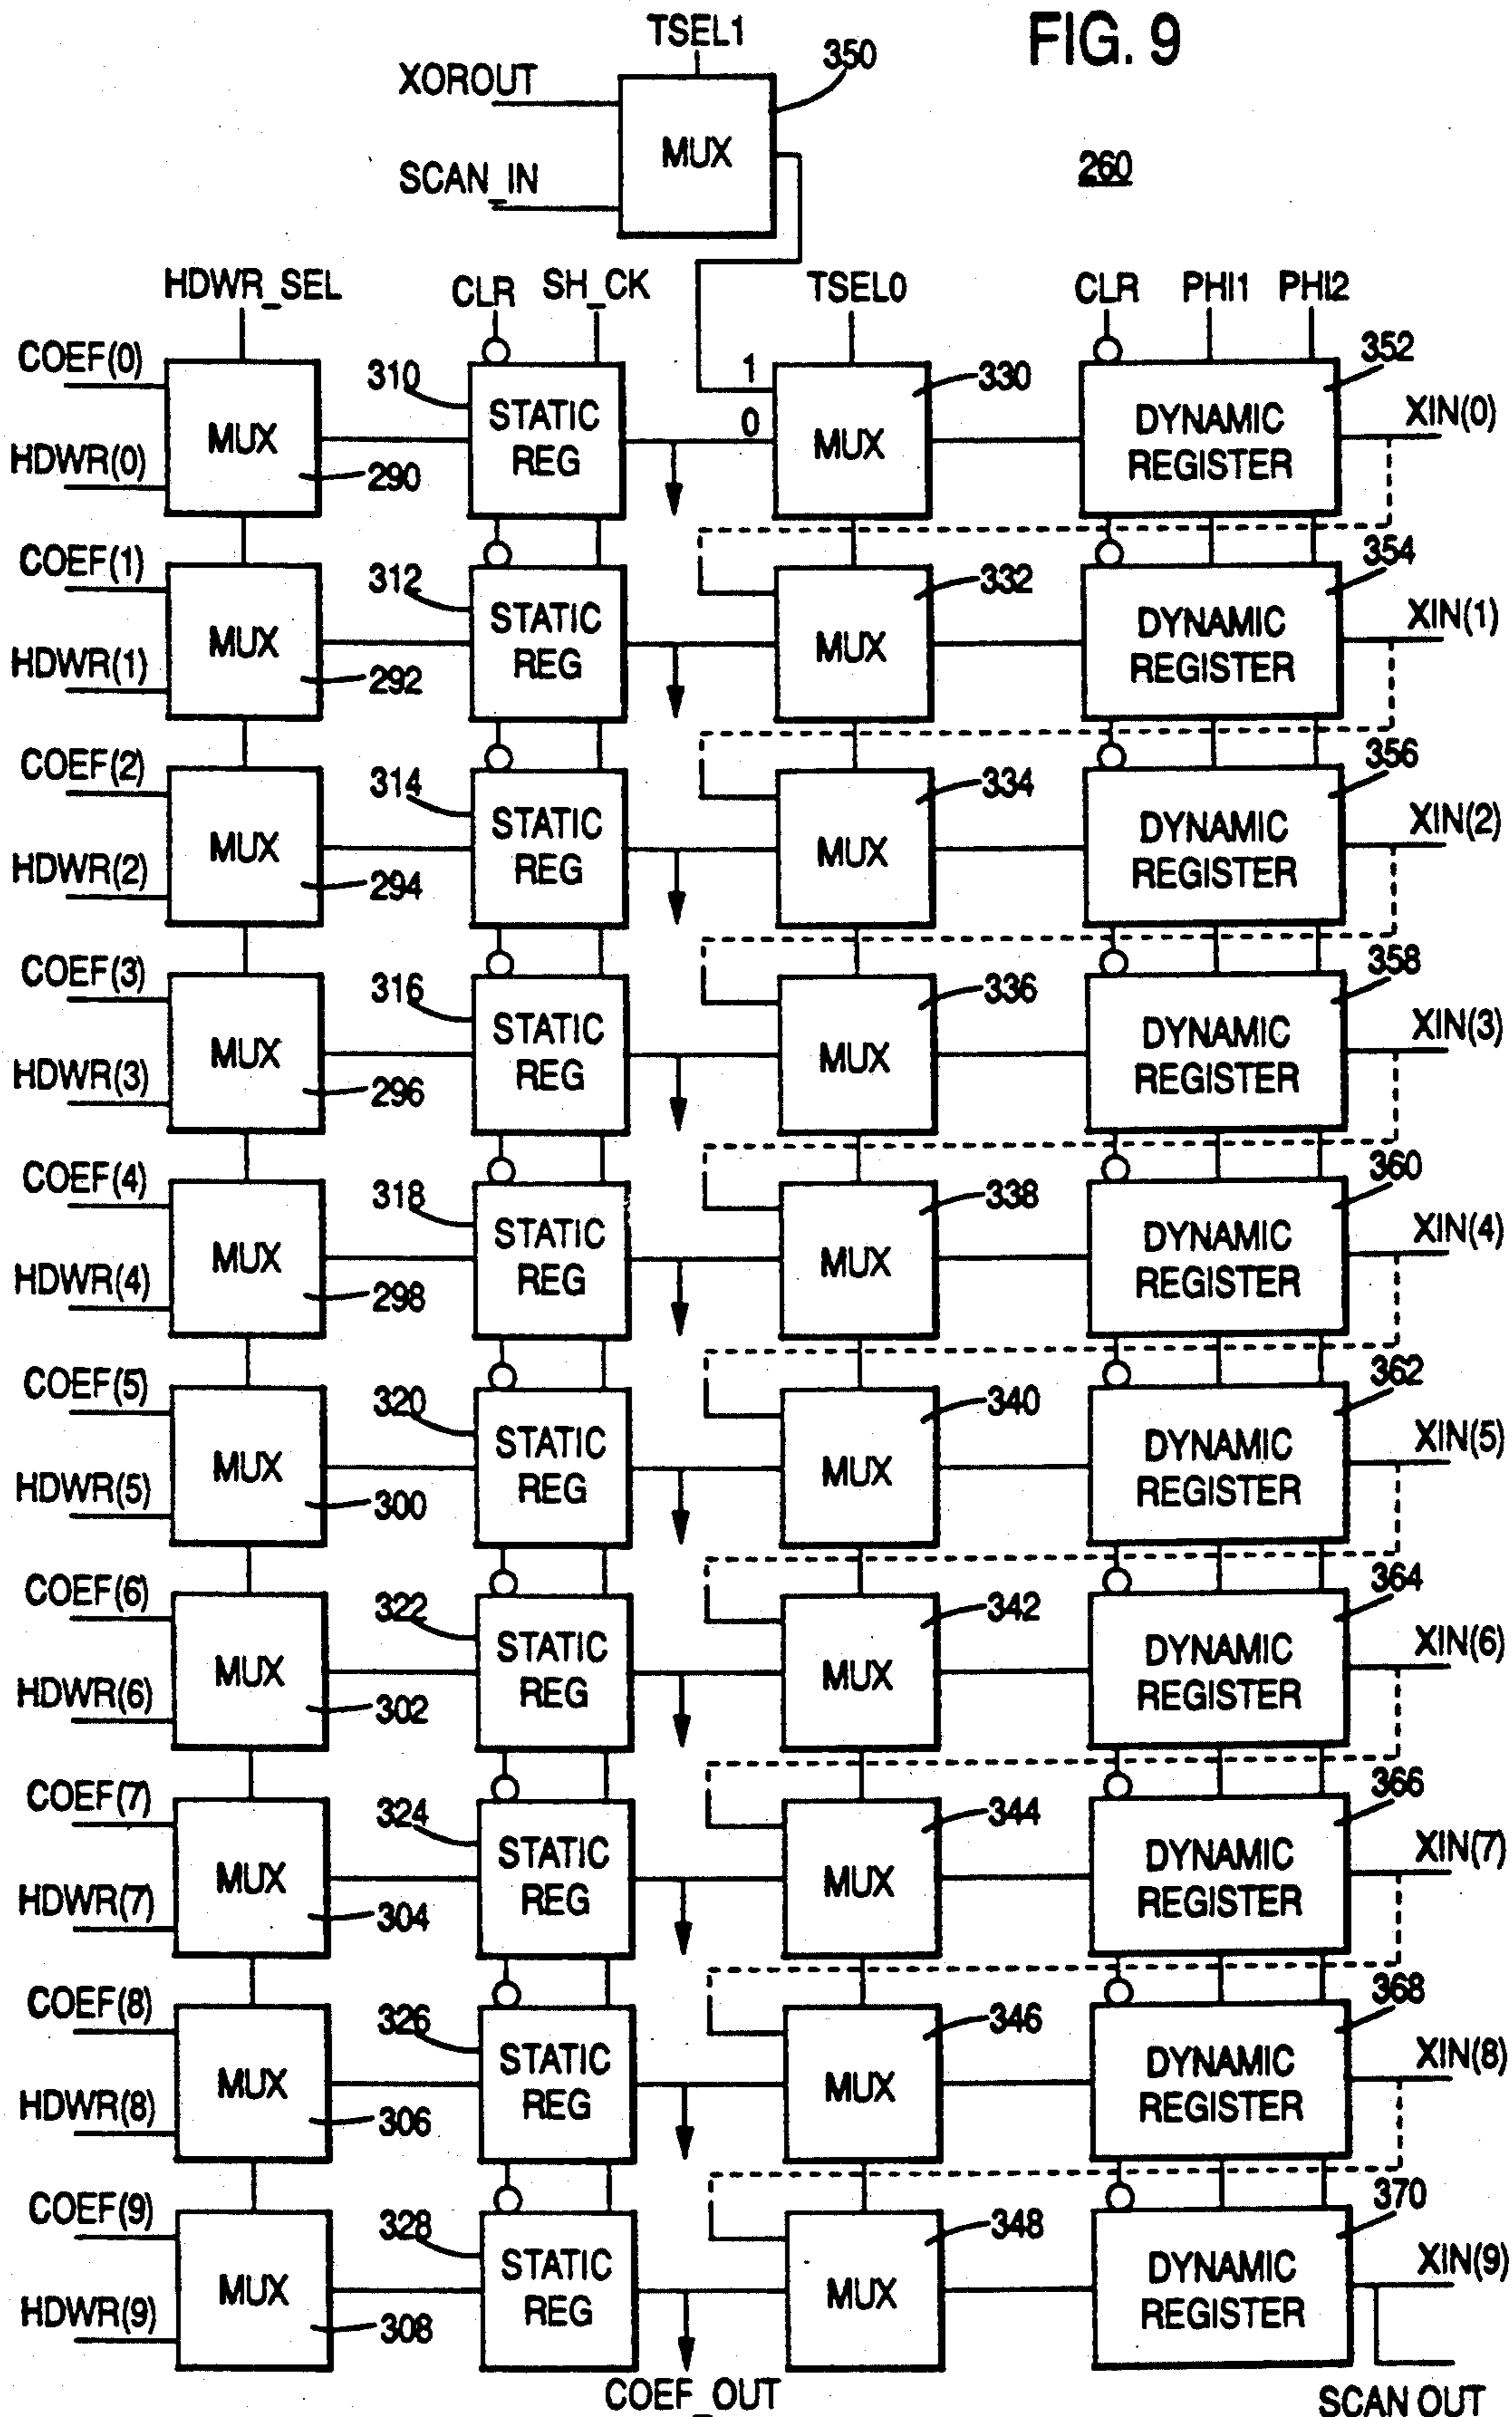 FIG. 9
TSEL1
350
XOROUT
MUX
260
SCAN_IN
HDWR_SEL
CLR
SH_CK
TSEL0
CLR
PHI1
PHI2
COEF(0)
310
1
330
352
MUX
STATIC REG
0
MUX
DYNAMIC REGISTER
XIN(0)
HDWR(0)
290
COEF(1)
312
332
354
MUX
STATIC REG
MUX
DYNAMIC REGISTER
XIN(1)
HDWR(1)
292
COEF(2)
314
334
356
MUX
STATIC REG
MUX
DYNAMIC REGISTER
XIN(2)
HDWR(2)
294
COEF(3)
316
336
358
MUX
STATIC REG
MUX
DYNAMIC REGISTER
XIN(3)
HDWR(3)
296
COEF(4)
318
338
360
MUX
STATIC REG
MUX
DYNAMIC REGISTER
XIN(4)
HDWR(4)
298
COEF(5)
320
340
362
MUX
STATIC REG
MUX
DYNAMIC REGISTER
XIN(5)
HDWR(5)
300
COEF(6)
322
342
364
MUX
STATIC REG
MUX
DYNAMIC REGISTER
XIN(6)
HDWR(6)
302
COEF(7)
324
344
366
MUX
STATIC REG
MUX
DYNAMIC REGISTER
XIN(7)
HDWR(7)
304
COEF(8)
326
346
368
MUX
STATIC REG
MUX
DYNAMIC REGISTER
XIN(8)
HDWR(8)
306
COEF(9)
328
348
370
MUX
STATIC REG
MUX
DYNAMIC REGISTER
XIN(9)
HDWR(9)
308
COEF_OUT
SCAN OUT